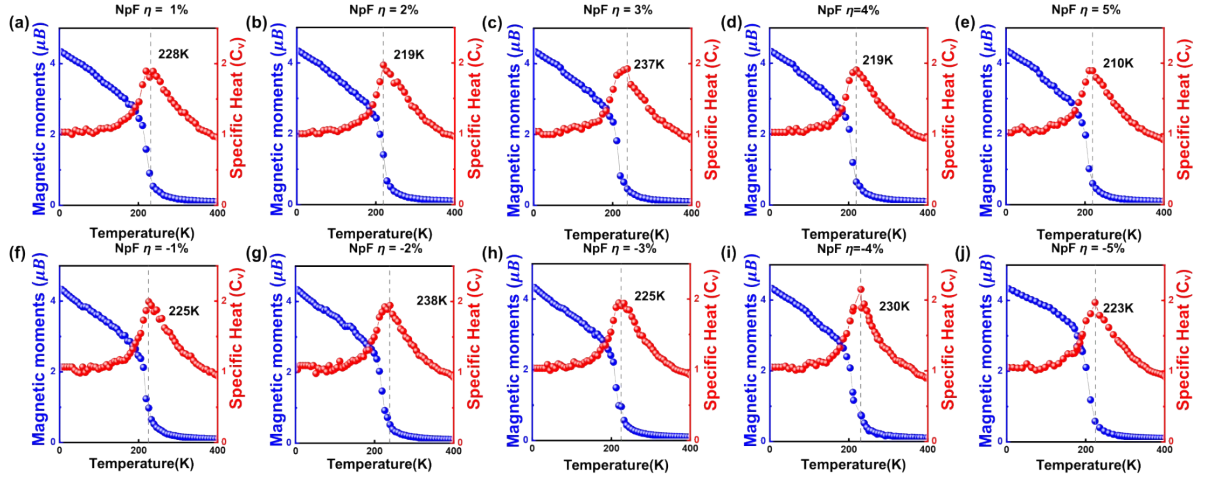 (a) NpF η = 1%
Magnetic moments (μB)
Specific Heat (Cv)
228K
0 2 4
0 1 2
0 200 400
Temperature(K)
(b) NpF η = 2%
Magnetic moments (μB)
Specific Heat (Cv)
219K
0 2 4
0 1 2
0 200 400
Temperature(K)
(c) NpF η = 3%
Magnetic moments (μB)
Specific Heat (Cv)
237K
0 2 4
0 1 2
0 200 400
Temperature(K)
(d) NpF η=4%
Magnetic moments (μB)
Specific Heat (Cv)
219K
0 2 4
0 1 2
0 200 400
Temperature(K)
(e) NpF η = 5%
Magnetic moments (μB)
Specific Heat (Cv)
210K
0 2 4
0 1 2
0 200 400
Temperature(K)
(f) NpF η = -1%
Magnetic moments (μB)
Specific Heat (Cv)
225K
0 2 4
0 1 2
0 200 400
Temperature(K)
(g) NpF η = -2%
Magnetic moments (μB)
Specific Heat (Cv)
238K
0 2 4
0 1 2
0 200 400
Temperature(K)
(h) NpF η = -3%
Magnetic moments (μB)
Specific Heat (Cv)
225K
0 2 4
0 1 2
0 200 400
Temperature(K)
(i) NpF η=-4%
Magnetic moments (μB)
Specific Heat (Cv)
230K
0 2 4
0 1 2
0 200 400
Temperature(K)
(j) NpF η = -5%
Magnetic moments (μB)
Specific Heat (Cv)
223K
0 2 4
0 1 2
0 200 400
Temperature(K)